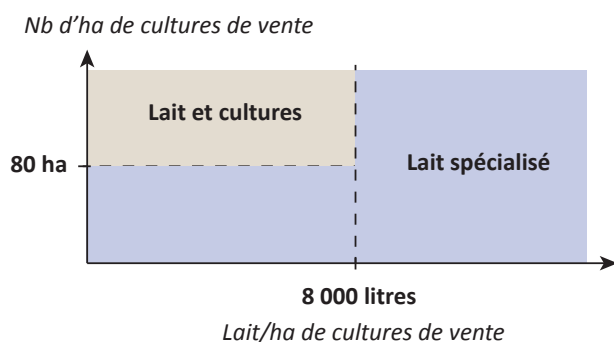 Nb d’ha de cultures de vente
Lait et cultures
Lait spécialisé
80 ha
8 000 litres
Lait/ha de cultures de vente